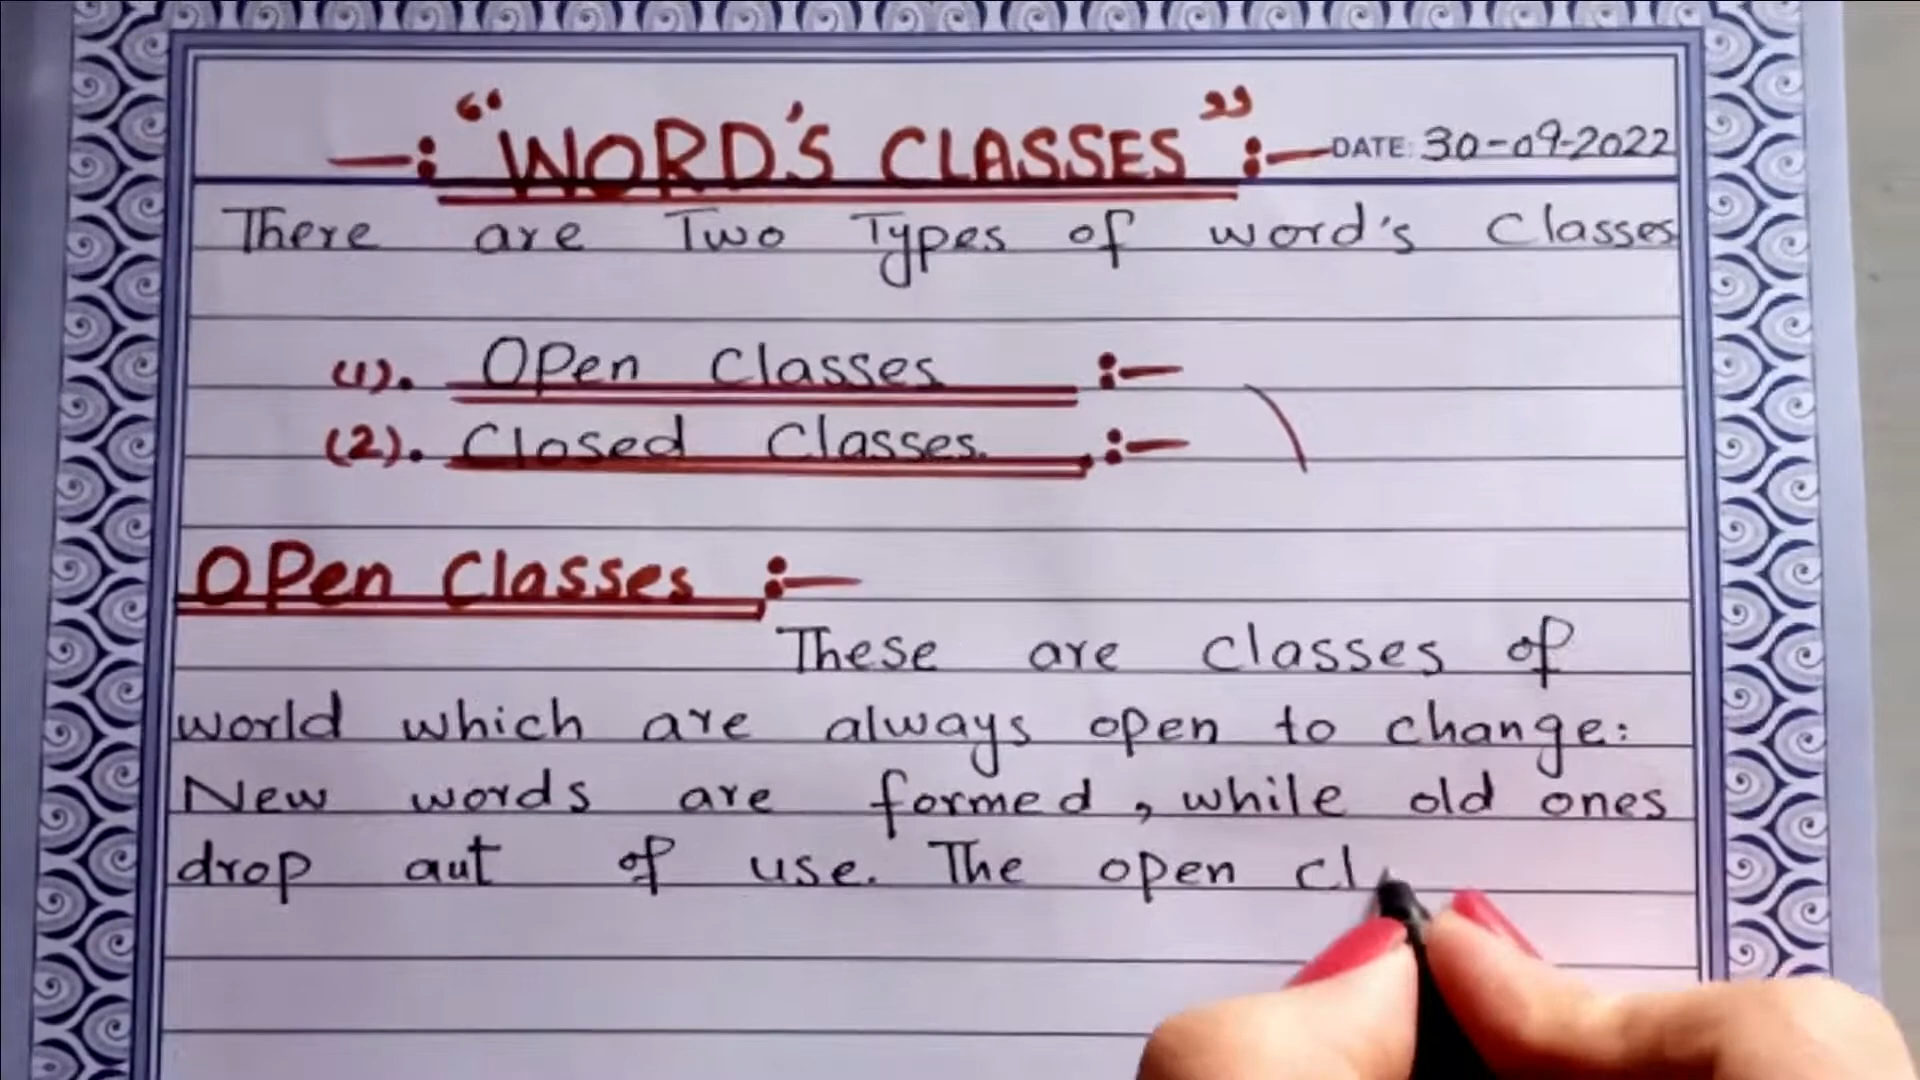 —: “WORD'S CLASSES” :— DATE: 30-09-2022
There are Two Types of word's Classes
(1). Open Classes :—
(2). Closed Classes. :—
Open Classes :—
These are classes of
world which are always open to change:
New words are formed, while old ones
drop aut of use. The open cl